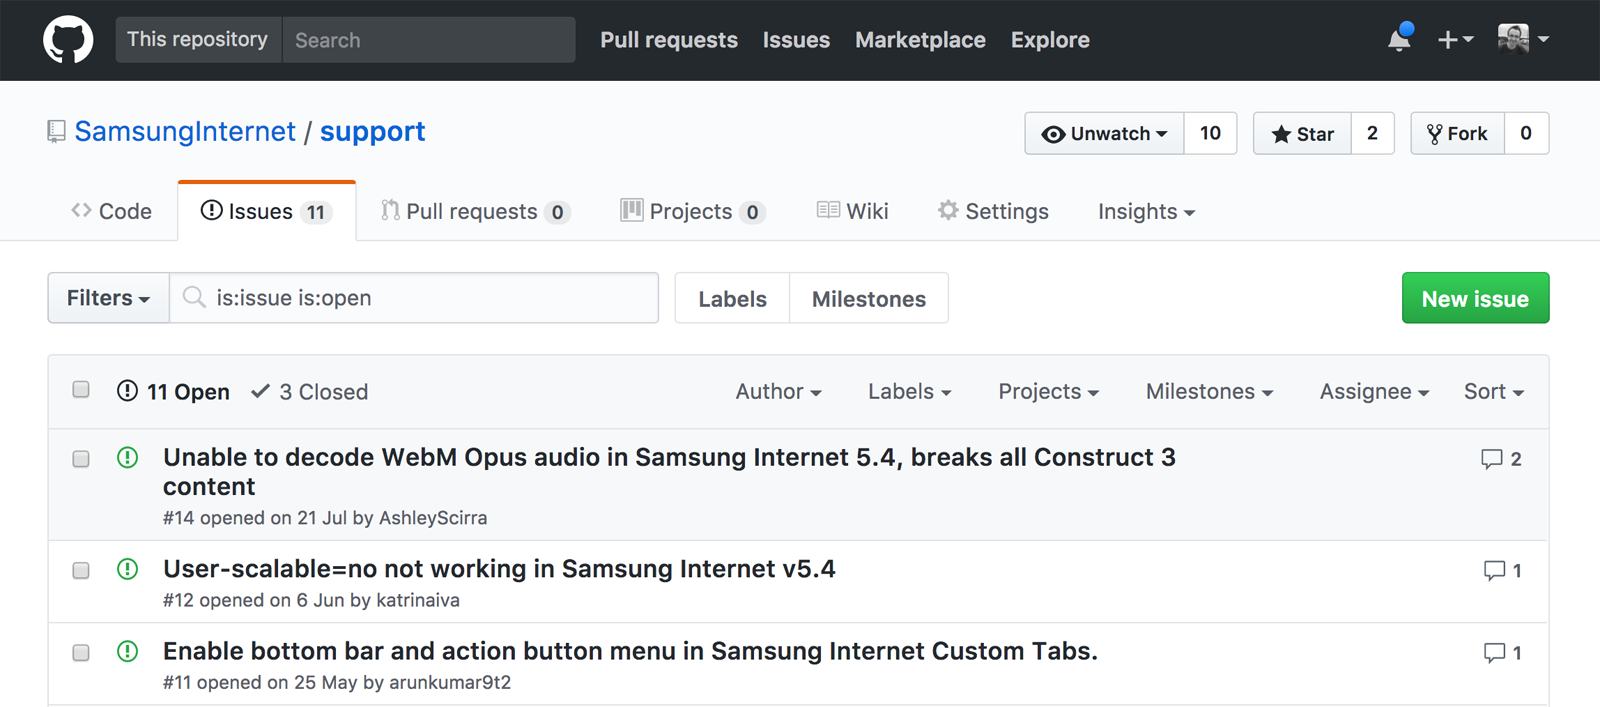 This repository Search Pull requests Issues Marketplace Explore
SamsungInternet / support Unwatch 10 Star 2 Fork 0
Code Issues 11 Pull requests 0 Projects 0 Wiki Settings Insights
Filters is:issue is:open Labels Milestones New issue
11 Open 3 Closed Author Labels Projects Milestones Assignee Sort
Unable to decode WebM Opus audio in Samsung Internet 5.4, breaks all Construct 3 2
content
#14 opened on 21 Jul by AshleyScirra
User-scalable=no not working in Samsung Internet v5.4 1
#12 opened on 6 Jun by katrinaiva
Enable bottom bar and action button menu in Samsung Internet Custom Tabs. 1
#11 opened on 25 May by arunkumar9t2